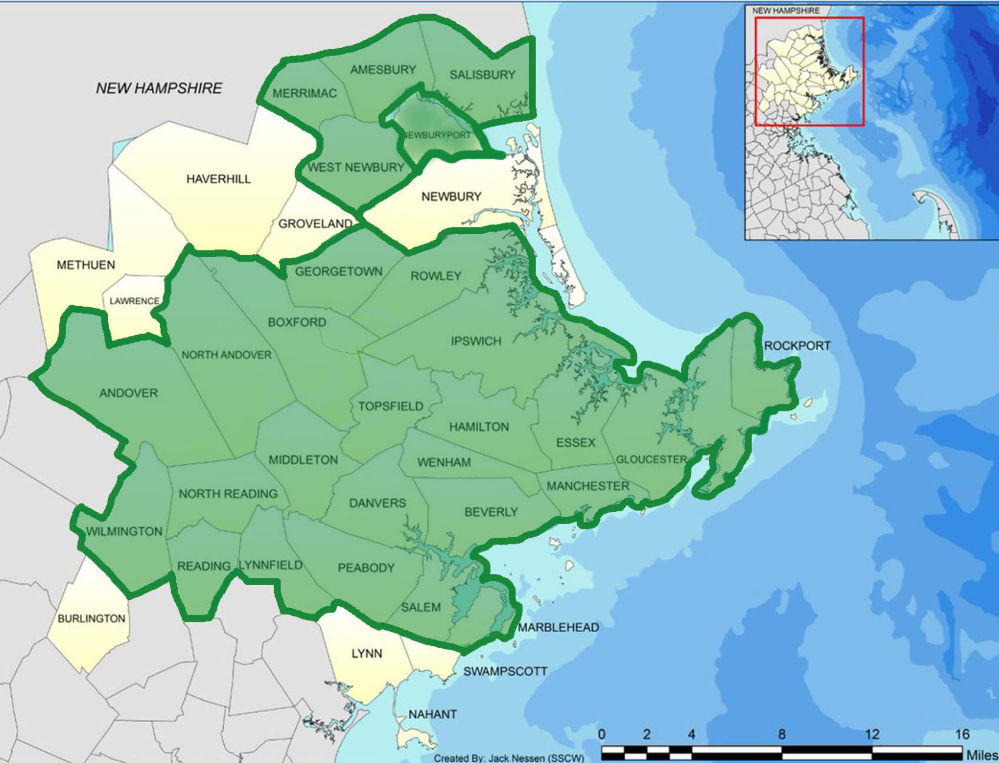 NEW HAMPSHIRE
NEW HAMPSHIRE
AMESBURY
SALISBURY
MERRIMAC
NEWBURYPORT
WEST NEWBURY
HAVERHILL
NEWBURY
GROVELAND
METHUEN
GEORGETOWN
ROWLEY
LAWRENCE
BOXFORD
IPSWICH
ROCKPORT
NORTH ANDOVER
ANDOVER
TOPSFIELD
HAMILTON
ESSEX
MIDDLETON
WENHAM
GLOUCESTER
MANCHESTER
NORTH READING
DANVERS
BEVERLY
WILMINGTON
READING
LYNNFIELD
PEABODY
SALEM
BURLINGTON
MARBLEHEAD
LYNN
SWAMPSCOTT
NAHANT
0 2 4 8 12 16
Miles
Created By: Jack Nessen (SSCW)